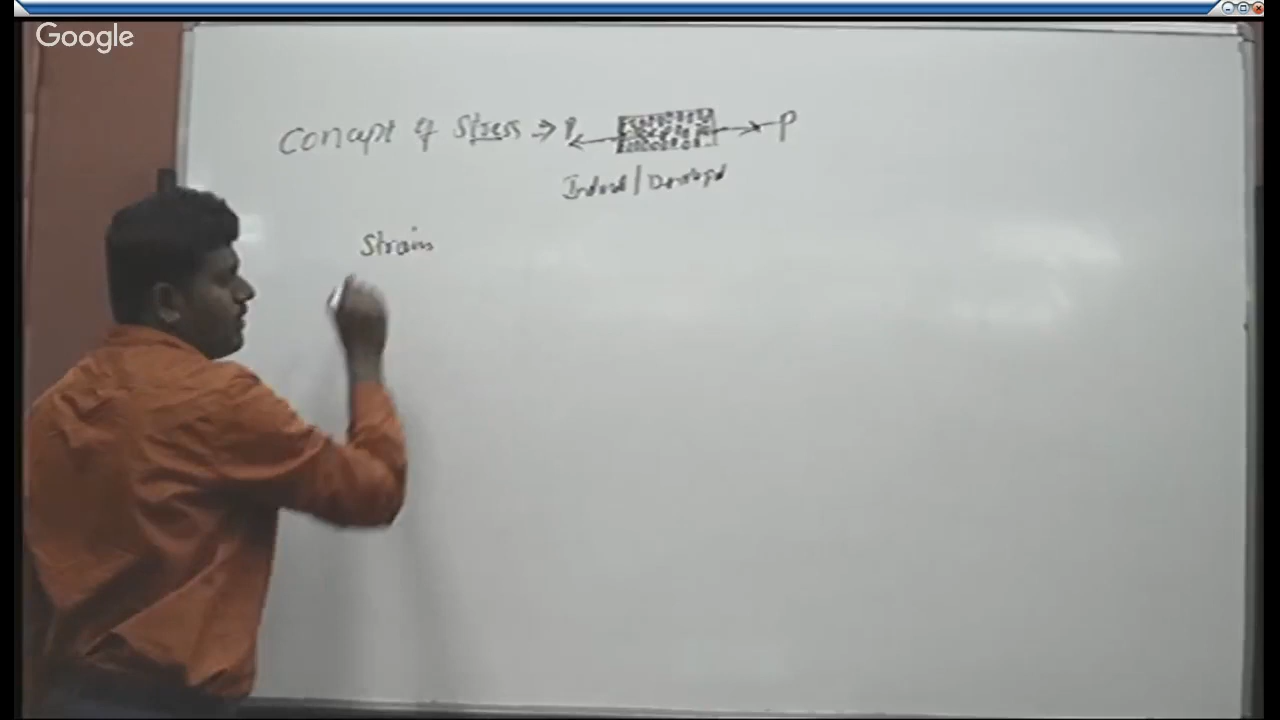 Google
Concept of Stress → P P
Induced / Developed
Strain